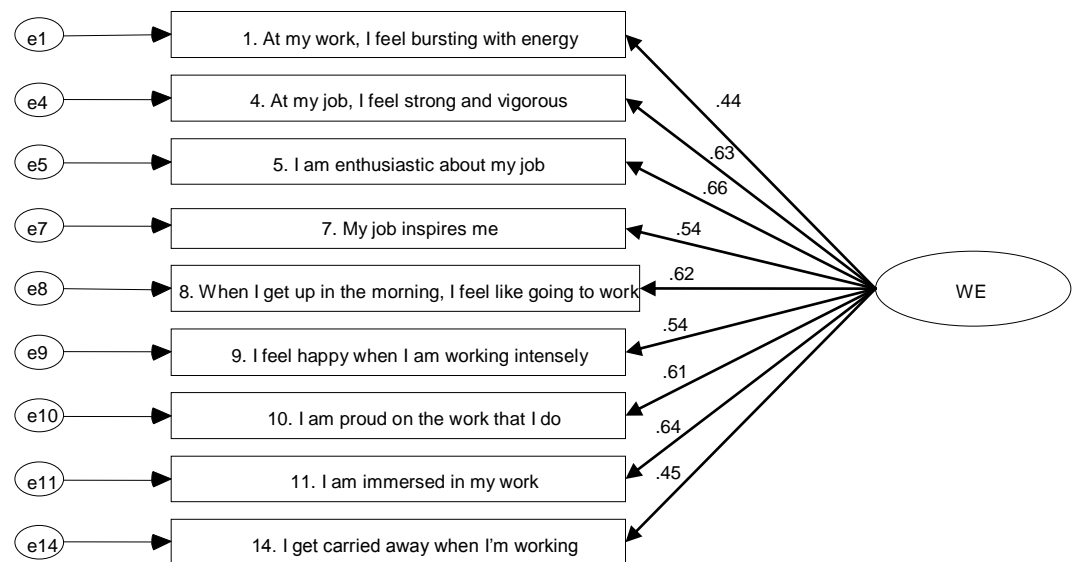 e1
1. At my work, I feel bursting with energy
.44
e4
4. At my job, I feel strong and vigorous
.63
e5
5. I am enthusiastic about my job
.66
e7
7. My job inspires me
.54
e8
8. When I get up in the morning, I feel like going to work
.62
WE
e9
9. I feel happy when I am working intensely
.54
e10
10. I am proud on the work that I do
.61
e11
11. I am immersed in my work
.64
e14
14. I get carried away when I'm working
.45